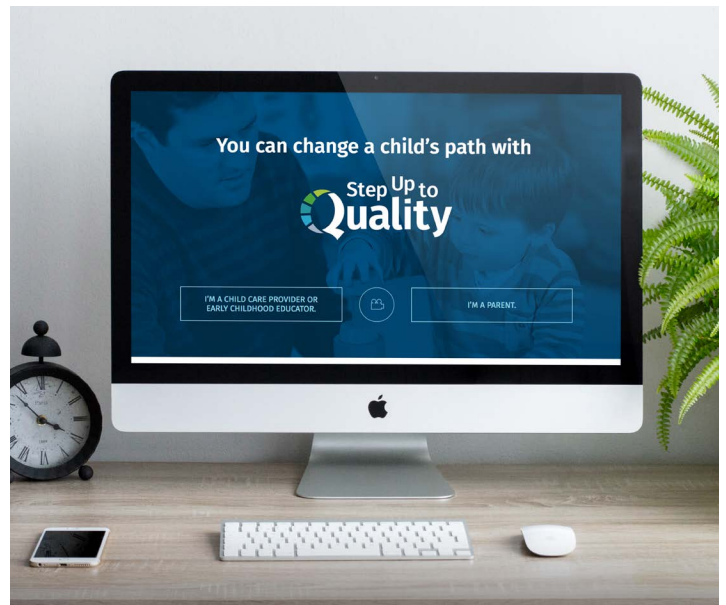 You can change a child's path with
Step Up to
Quality
I'M A CHILD CARE PROVIDER OR
EARLY CHILDHOOD EDUCATOR.
I'M A PARENT.